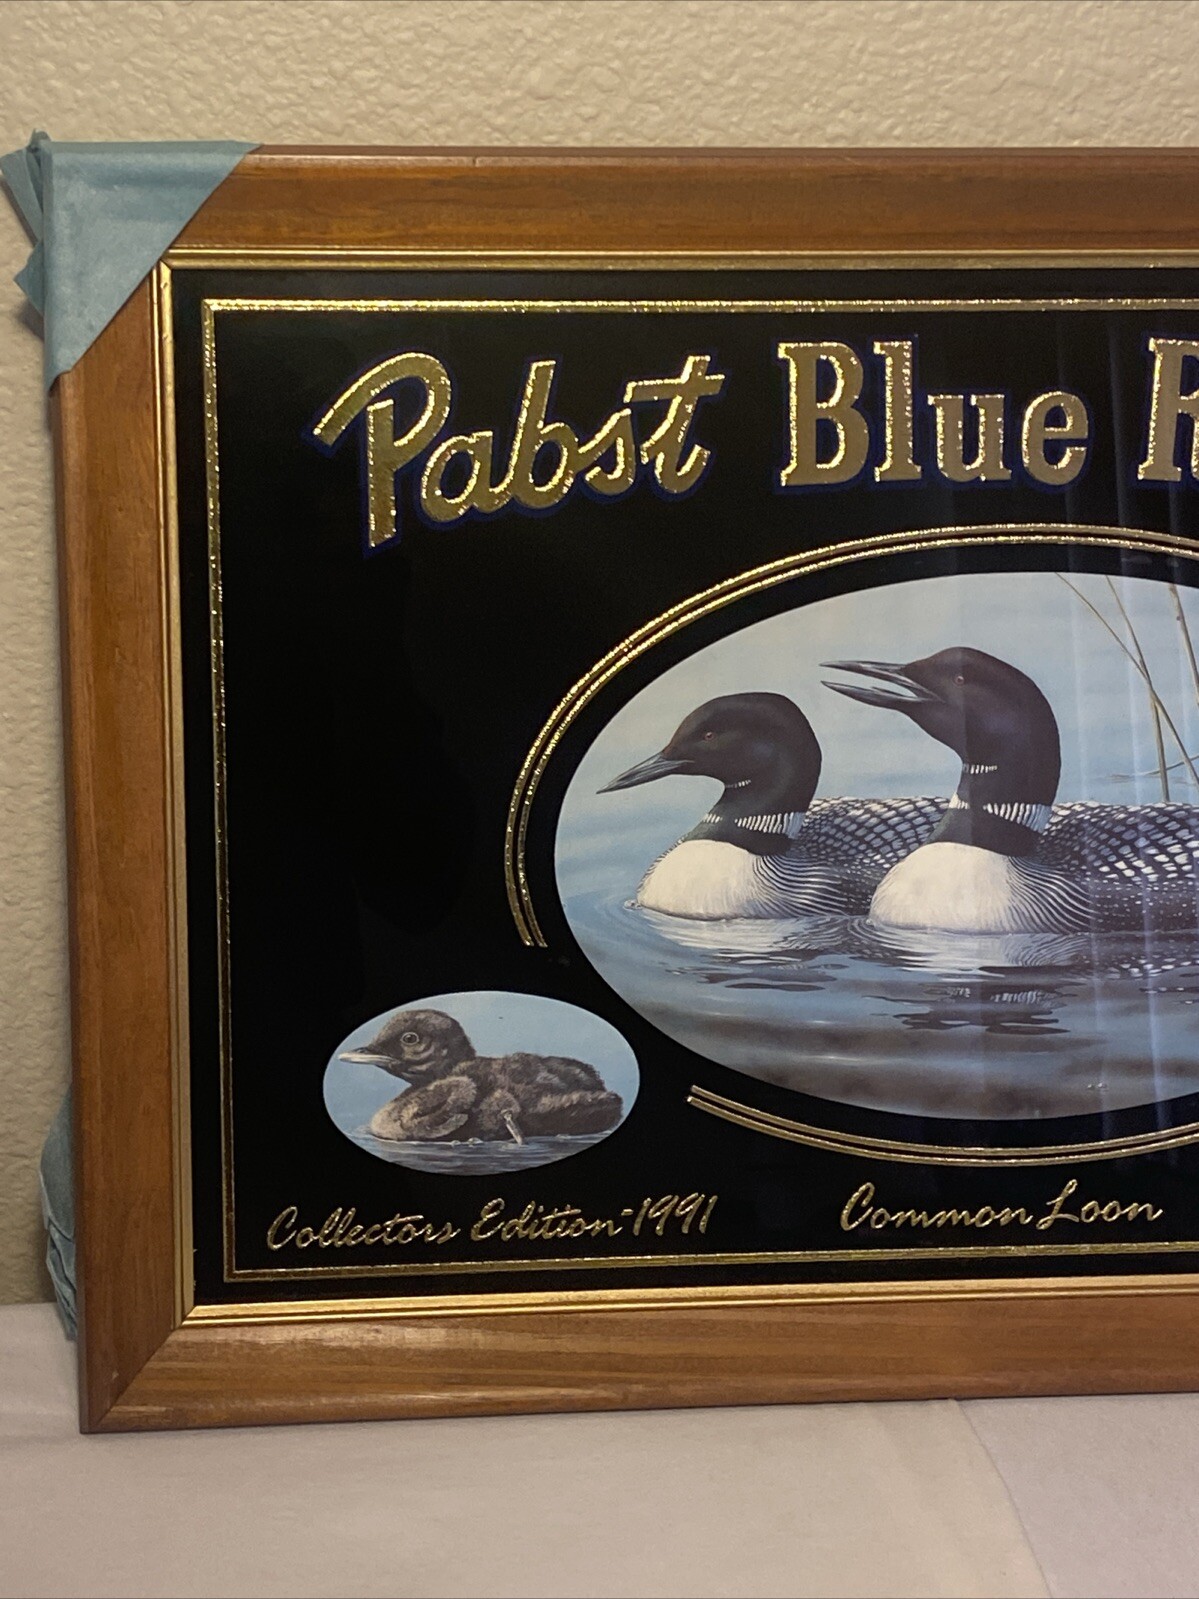 Pabst Blue R
Collectors Edition-1991
Common Loon